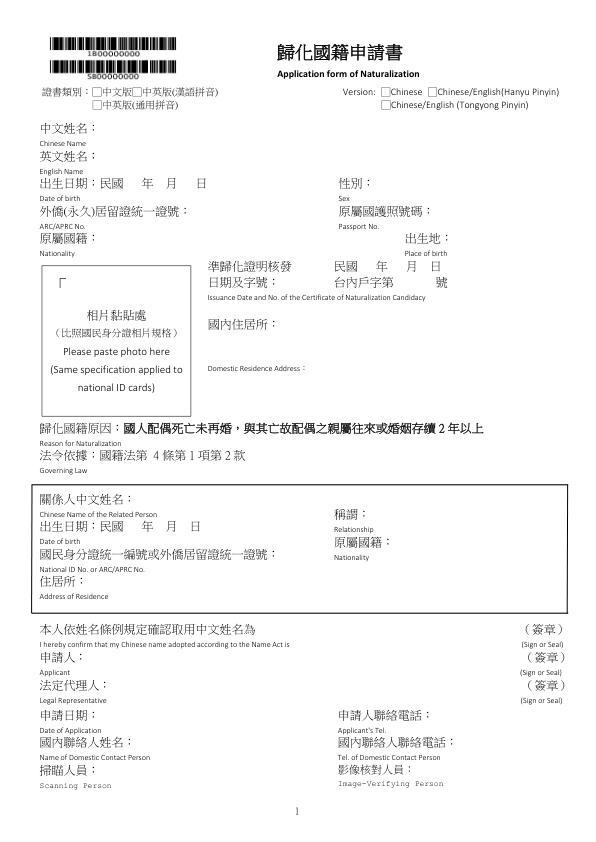 1B00000000
5B00000000
歸化國籍申請書
Application form of Naturalization
證書類別：□中文版□中英版(漢語拼音)
□中英版(通用拼音)
Version: □Chinese □Chinese/English(Hanyu Pinyin)
□Chinese/English (Tongyong Pinyin)
中文姓名：
Chinese Name
英文姓名：
English Name
出生日期：民國 年 月 日 性別：
Date of birth Sex
外僑(永久)居留證統一證號： 原屬國護照號碼：
ARC/APRC No. Passport No.
原屬國籍： 出生地：
Nationality Place of birth
相片黏貼處
（比照國民身分證相片規格）
Please paste photo here
(Same specification applied to
national ID cards)
準歸化證明核發 民國 年 月 日
日期及字號： 台內戶字第 號
Issuance Date and No. of the Certificate of Naturalization Candidacy
國內住居所：
Domestic Residence Address：
歸化國籍原因：國人配偶死亡未再婚，與其亡故配偶之親屬往來或婚姻存續 2 年以上
Reason for Naturalization
法令依據：國籍法第 4 條第 1 項第 2 款
Governing Law
關係人中文姓名：
Chinese Name of the Related Person
稱謂：
Relationship
出生日期：民國 年 月 日
Date of birth
原屬國籍：
Nationality
國民身分證統一編號或外僑居留證統一證號：
National ID No. or ARC/APRC No.
住居所：
Address of Residence
本人依姓名條例規定確認取用中文姓名為 （簽章）
I hereby confirm that my Chinese name adopted according to the Name Act is (Sign or Seal)
申請人： （簽章）
Applicant (Sign or Seal)
法定代理人： （簽章）
Legal Representative (Sign or Seal)
申請日期： 申請人聯絡電話：
Date of Application Applicant's Tel.
國內聯絡人姓名： 國內聯絡人聯絡電話：
Name of Domestic Contact Person Tel. of Domestic Contact Person
掃瞄人員： 影像核對人員：
Scanning Person Image-Verifying Person
1